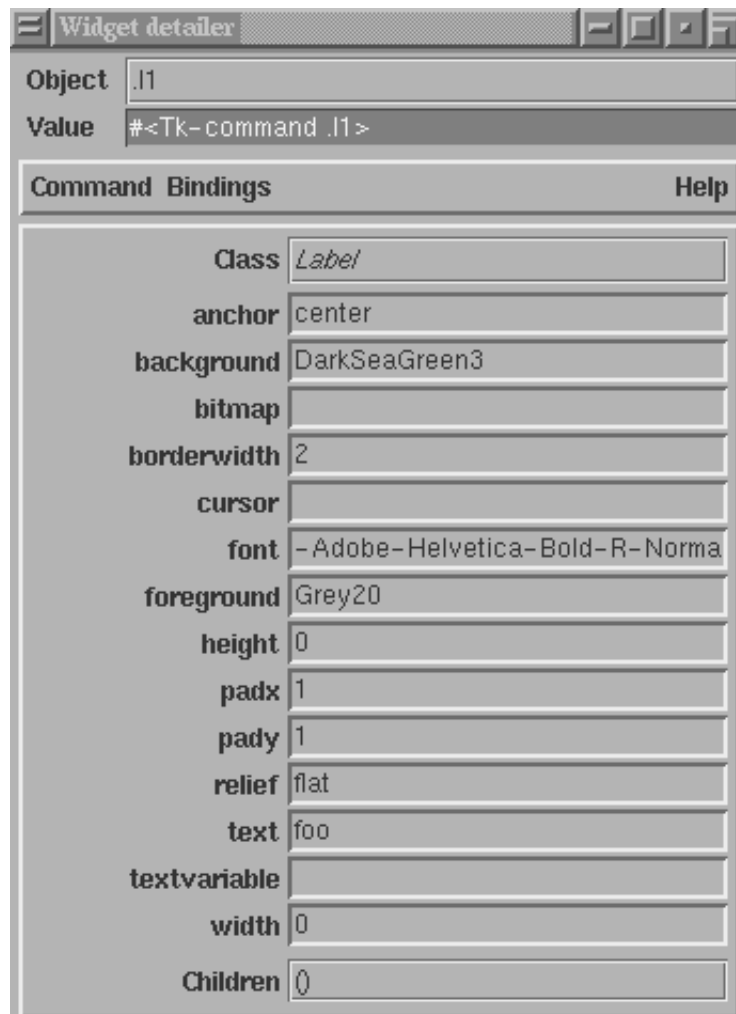 Widget detailer
Object .l1
Value #<Tk-command .l1>
Command Bindings Help
Class Label
anchor center
background DarkSeaGreen3
bitmap
borderwidth 2
cursor
font -Adobe-Helvetica-Bold-R-Norma
foreground Grey20
height 0
padx 1
pady 1
relief flat
text foo
textvariable
width 0
Children ()